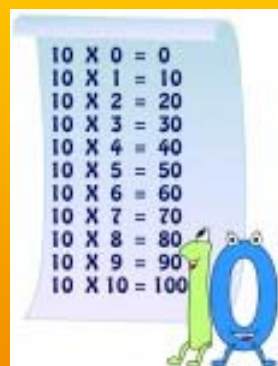 10 X 0 = 0
10 X 1 = 10
10 X 2 = 20
10 X 3 = 30
10 X 4 = 40
10 X 5 = 50
10 X 6 = 60
10 X 7 = 70
10 X 8 = 80
10 X 9 = 90
10 X 10 = 100
10